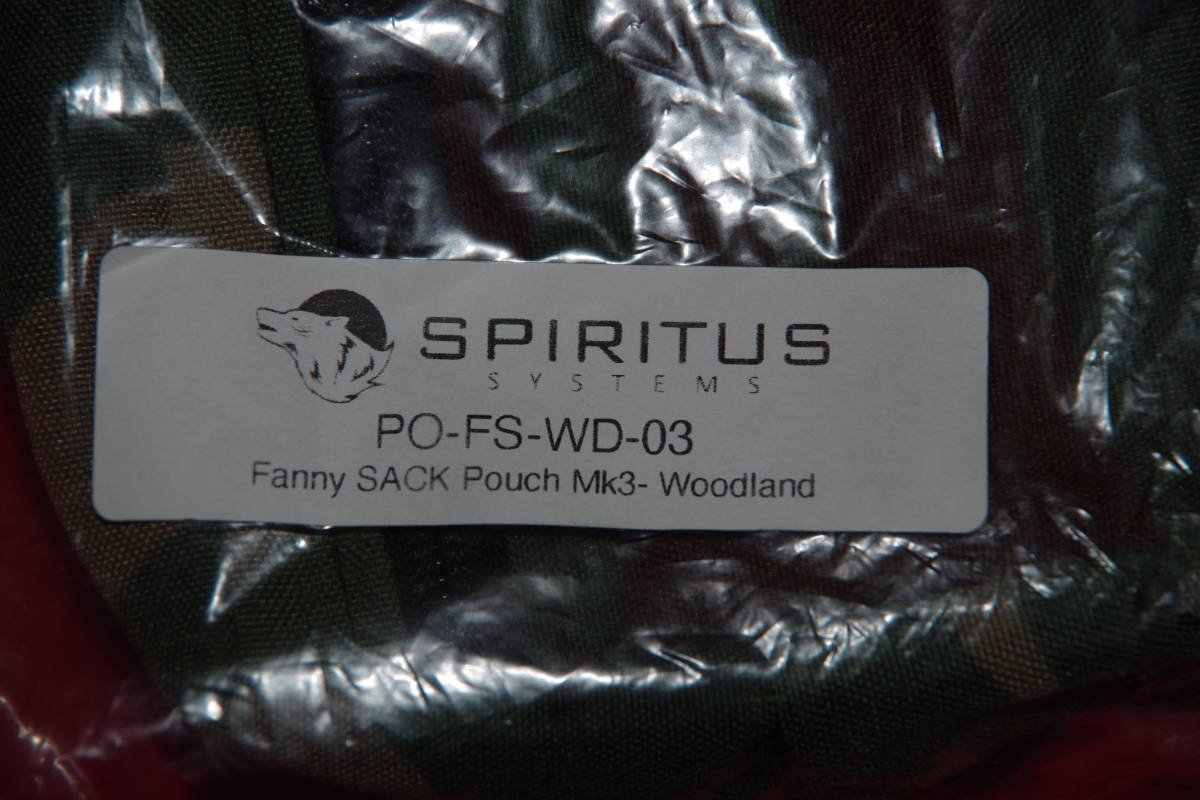 SPIRITUS
SYSTEMS
PO-FS-WD-03
Fanny SACK Pouch Mk3- Woodland